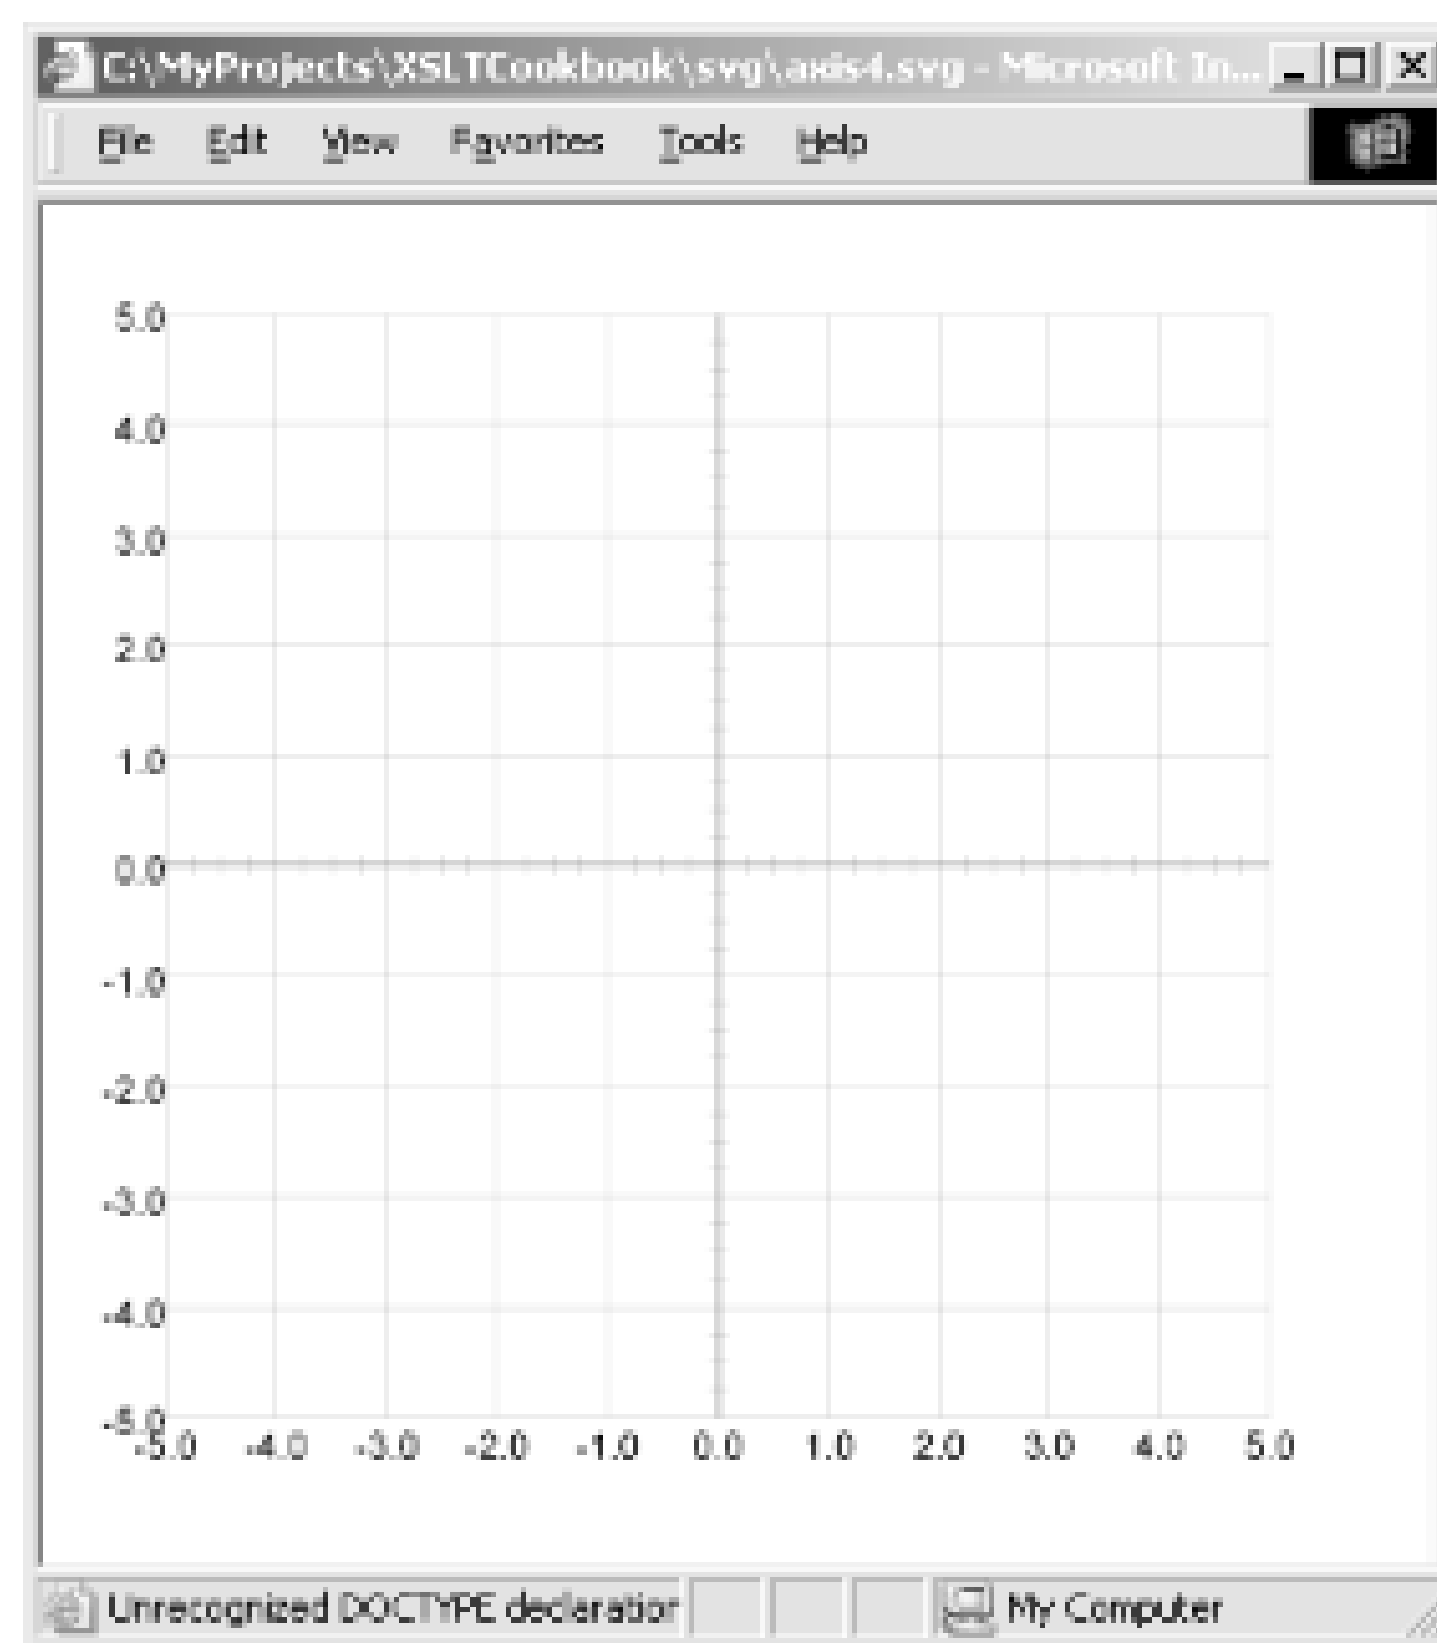 C:\MyProjects\XSLTCookbook\svg\axis4.svg - Microsoft In...
File Edit View Favorites Tools Help
5.0
4.0
3.0
2.0
1.0
0.0
-1.0
-2.0
-3.0
-4.0
-5.0
-5.0 -4.0 -3.0 -2.0 -1.0 0.0 1.0 2.0 3.0 4.0 5.0
Unrecognized DOCTYPE declaration My Computer